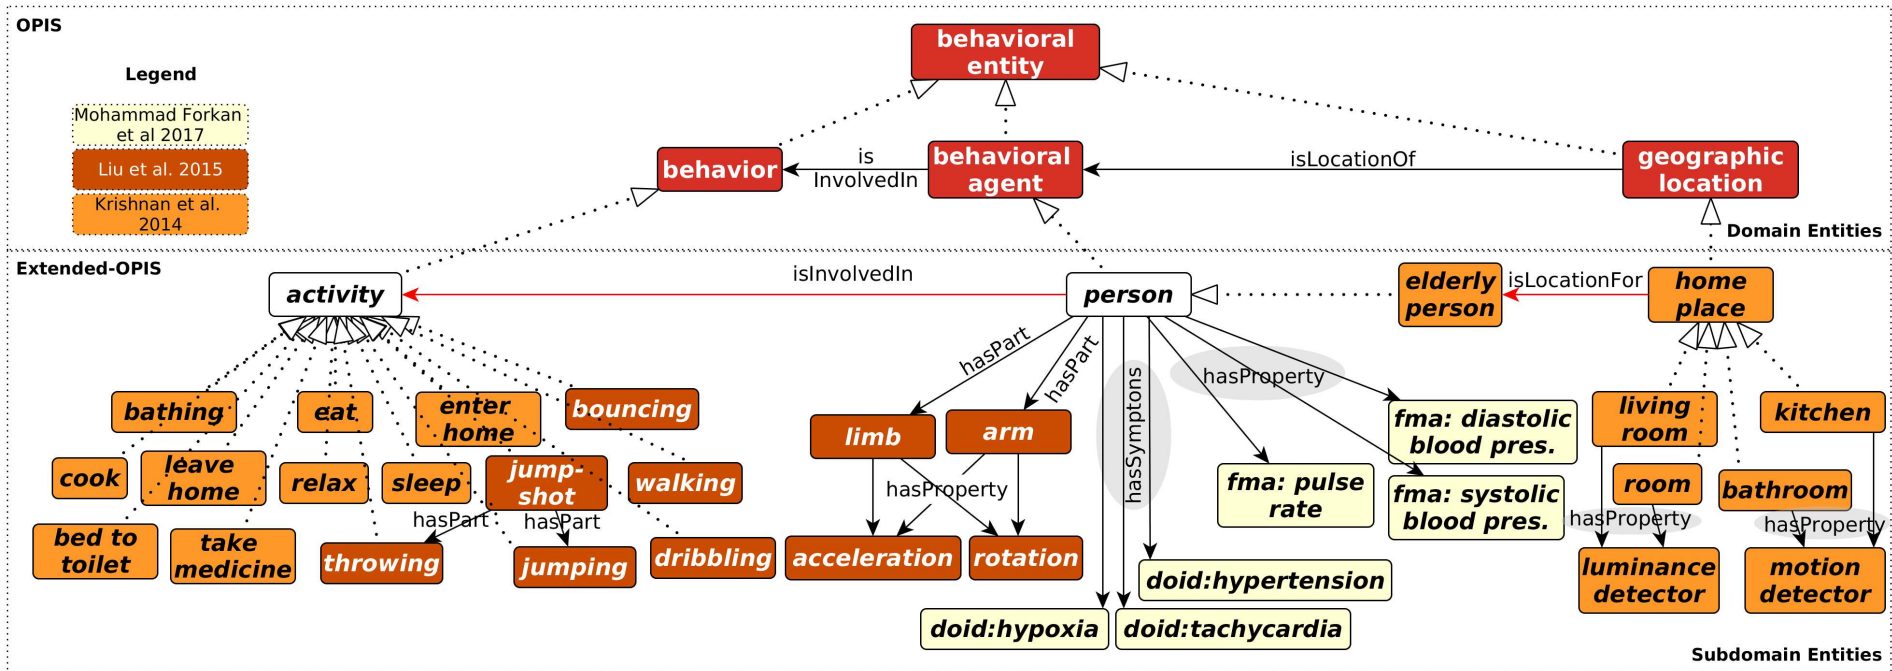 OPIS
Legend
Mohammad Forkan
et al 2017
Liu et al. 2015
Krishnan et al.
2014
behavioral
entity
behavior
is
InvolvedIn
behavioral
agent
isLocationOf
geographic
location
Domain Entities
Extended-OPIS
activity
isInvolvedIn
person
elderly
person
isLocationFor
home
place
hasPart
hasPart
hasSymptons
hasProperty
bathing
eat
enter
home
bouncing
cook
leave
home
relax
sleep
jump-
shot
walking
hasPart
hasPart
bed to
toilet
take
medicine
throwing
jumping
dribbling
limb
arm
hasProperty
acceleration
rotation
fma: diastolic
blood pres.
fma: pulse
rate
fma: systolic
blood pres.
doid:hypertension
doid:hypoxia
doid:tachycardia
living
room
kitchen
room
bathroom
hasProperty
hasProperty
luminance
detector
motion
detector
Subdomain Entities